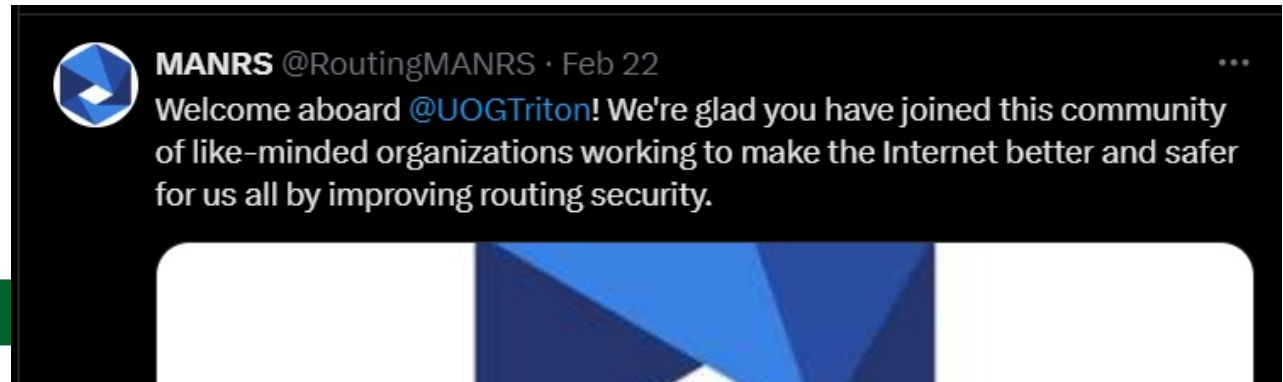 MANRS @RoutingMANRS · Feb 22
Welcome aboard @UOGTriton! We're glad you have joined this community
of like-minded organizations working to make the Internet better and safer
for us all by improving routing security.